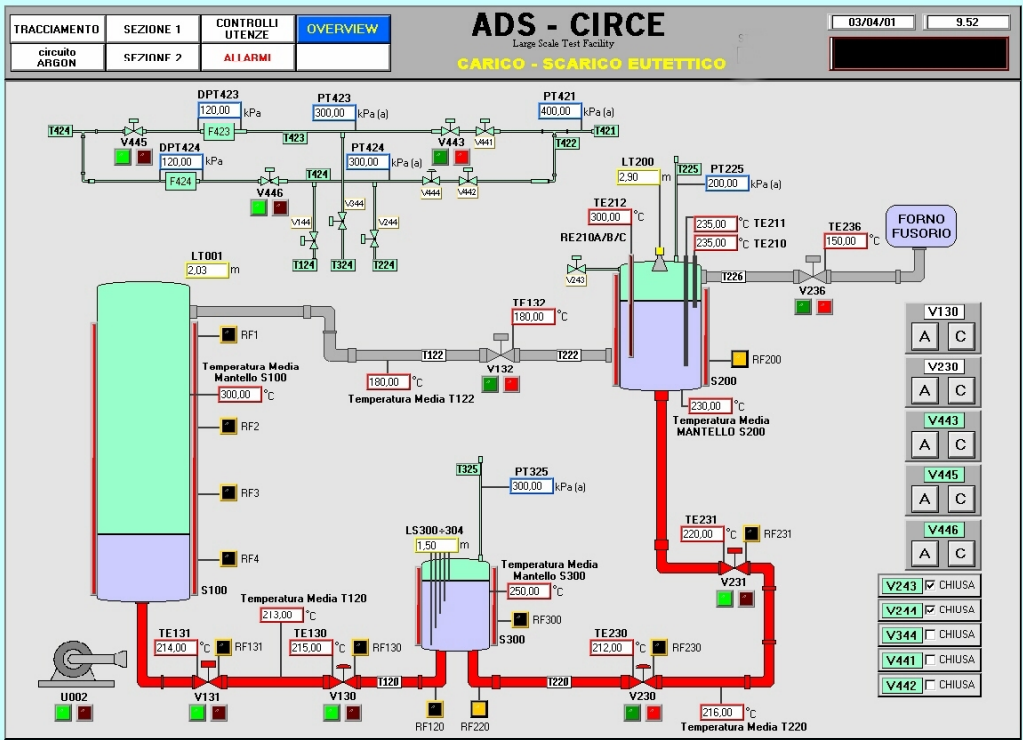 TRACCIAMENTO
SEZIONE 1
CONTROLLI
UTENZE
OVERVIEW
circuito
ARGON
SEZIONE 2
ALLARMI
ADS - CIRCE
Large Scale Test Facility
CARICO - SCARICO EUTETTICO
03/04/01
9.52
DPT423
120,00 kPa
PT423
300,00 kPa (a)
PT421
400,00 kPa (a)
T424
V445
F423
T423
V443
V441
T421
T422
DPT424
120,00 kPa
PT424
300,00 kPa (a)
F424
V446
T424
V444
V442
V144
V344
V244
T124
T324
T224
LT200
2,90 m
T225
PT225
200,00 kPa (a)
TE212
300,00 °C
RE210A/B/C
235,00 °C TE211
235,00 °C TE210
TE236
150,00 °C
FORNO
FUSORIO
V243
T226
V236
LT001
2,03 m
TE132
180,00 °C
RF1
T122
T222
V132
180,00 °C
Temperatura Media T122
Temperatura Media
Mantello S100
300,00 °C
RF2
RF3
RF4
S100
RF200
S200
230,00 °C
Temperatura Media
MANTELLO S200
T325
PT325
300,00 kPa (a)
LS300÷304
1,50 m
Temperatura Media
Mantello S300
250,00 °C
RF300
S300
TE231
220,00 °C
RF231
V231
Temperatura Media T120
213,00 °C
TE131
214,00 °C
RF131
TE130
215,00 °C
RF130
TE230
212,00 °C
RF230
U002
V131
V130
T120
RF120
RF220
T220
V230
216,00 °C
Temperatura Media T220
V130
A C
V230
A C
V443
A C
V445
A C
V446
A C
V243 CHIUSA
V244 CHIUSA
V344 CHIUSA
V441 CHIUSA
V442 CHIUSA